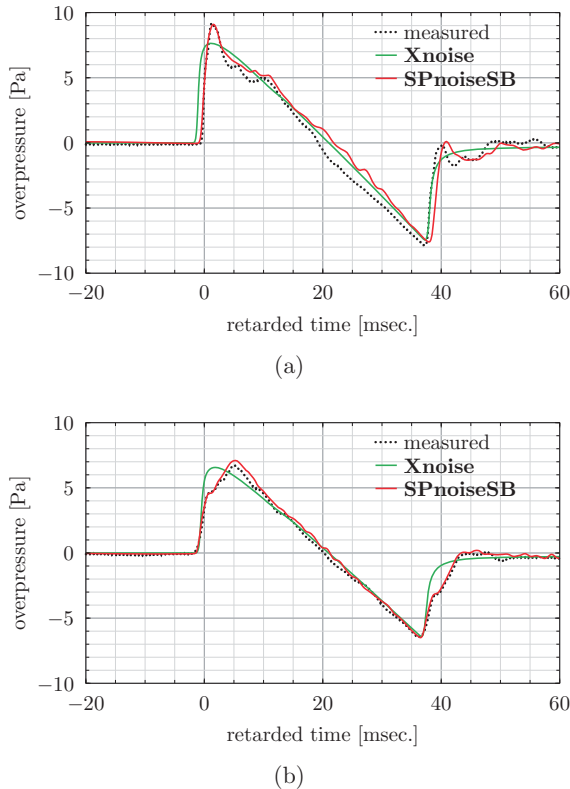 10
5
0
−5
−10
overpressure [Pa]
measured
Xnoise
SPnoiseSB
−20 0 20 40 60
retarded time [msec.]
(a)
10
5
0
−5
−10
overpressure [Pa]
measured
Xnoise
SPnoiseSB
−20 0 20 40 60
retarded time [msec.]
(b)